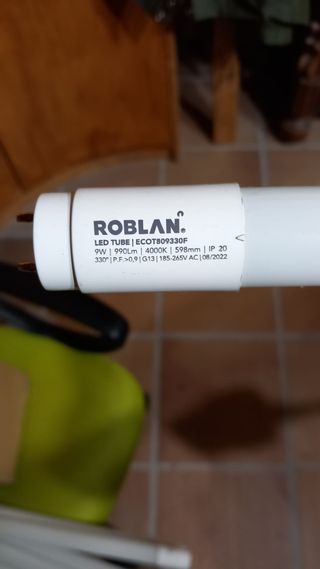 ROBLAN.
LED TUBE | ECOT809330F
9W | 990Lm | 4000K | 598mm | IP 20
330° | P.F.>0,9 | G13 | 185-265V AC | 08/2022